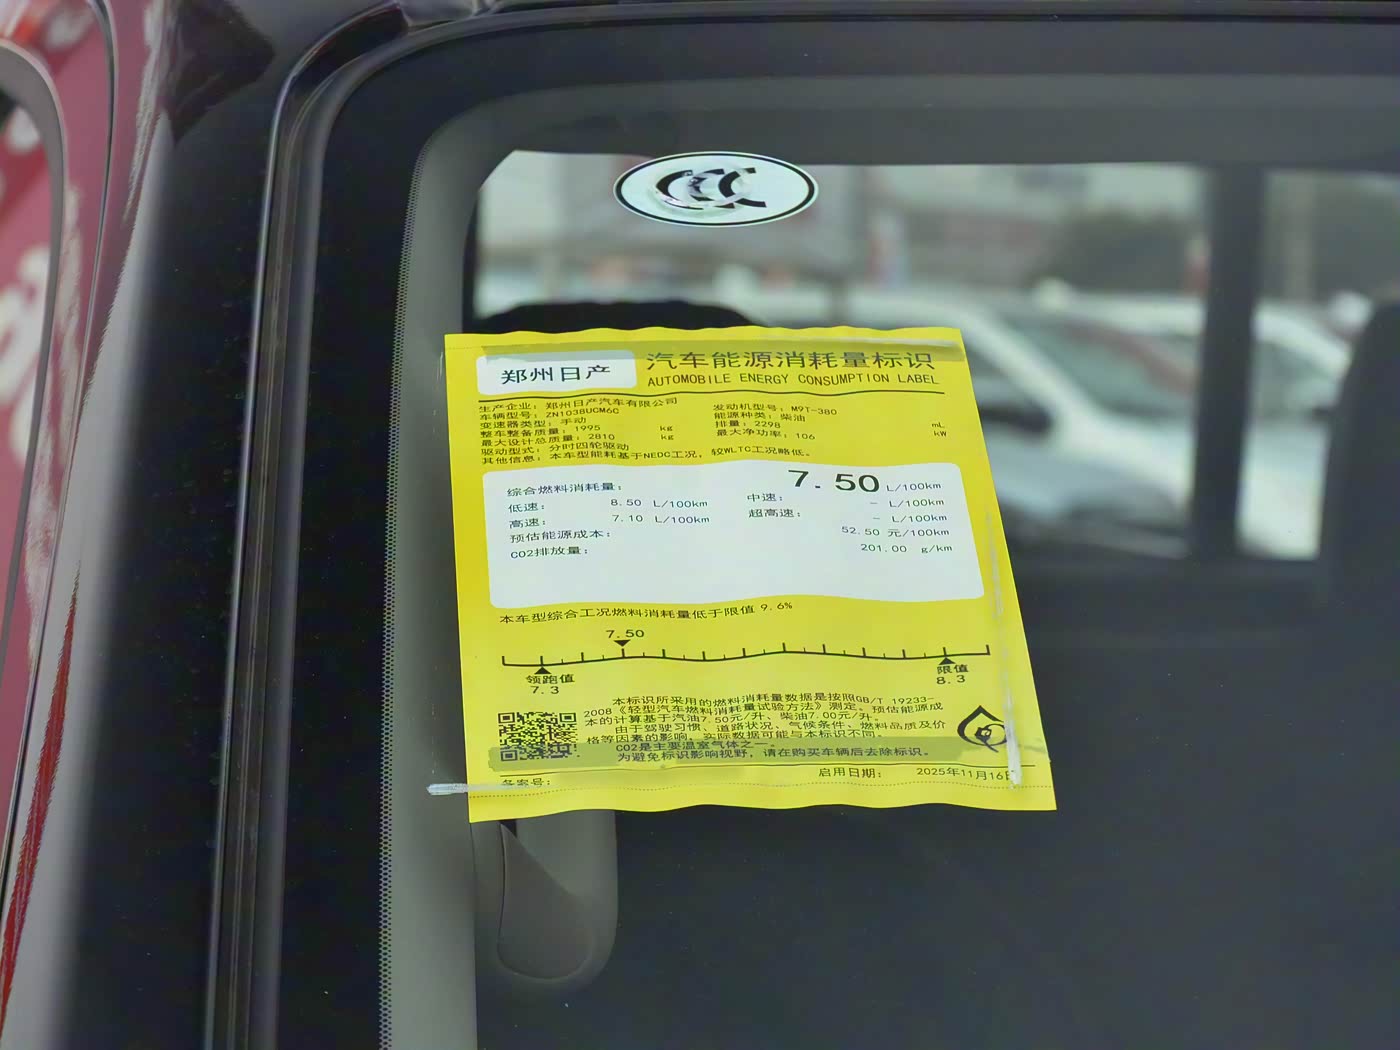 CCC
郑州日产
汽车能源消耗量标识
AUTOMOBILE ENERGY CONSUMPTION LABEL
生产企业：郑州日产汽车有限公司
车辆型号：ZN1038UCM6C
变速器类型：手动
整车整备质量：1995 kg
最大设计总质量：2810 kg
驱动型式：分时四轮驱动
其他信息：本车型能耗基于NEDC工况，较WLTC工况略低。
发动机型号：M9T-380
能源种类：柴油
排量：2298 mL
最大净功率：106 kW
综合燃料消耗量： 7.50 L/100km
低速： 8.50 L/100km 中速： - L/100km
高速： 7.10 L/100km 超高速： - L/100km
预估能源成本： 52.50 元/100km
CO2排放量： 201.00 g/km
本车型综合工况燃料消耗量低于限值 9.6%
7.50
领跑值 限值
7.3 8.3
本标识所采用的燃料消耗量数据是按照GB/T 19233-
2008《轻型汽车燃料消耗量试验方法》测定。预估能源成
本的计算基于汽油7.50元/升、柴油7.00元/升。
由于驾驶习惯、道路状况、气候条件、燃料品质及价
格等因素的影响，实际数据可能与本标识不同。
CO2是主要温室气体之一。
为避免标识影响视野，请在购买车辆后去除标识。
备案号： 启用日期： 2025年11月16日